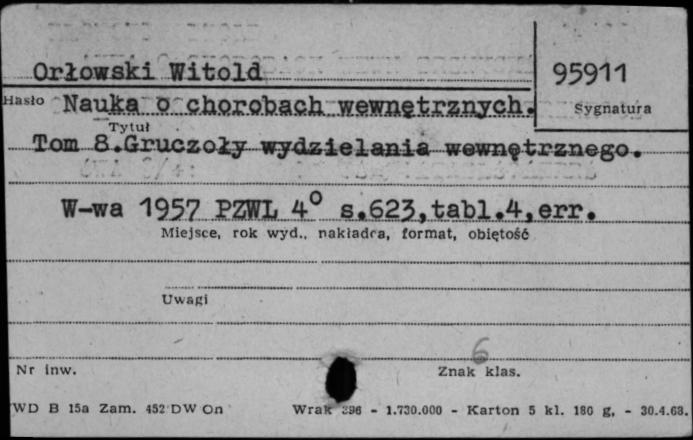 Orłowski Witold
95911
Hasło
Nauka o chorobach wewnętrznych.
Sygnatura
Tytuł
Tom 8.Gruczoły wydzielania wewnętrznego.
W-wa 1957 PZWL 4° s.623,tabl.4,err.
Miejsce, rok wyd., nakładca, format, objętość
Uwagi
6
Nr inw.
Znak klas.
WD B 15a Zam. 452 DW On
Wrak 396 - 1.730.000 - Karton 5 kl. 180 g. - 30.4.63.